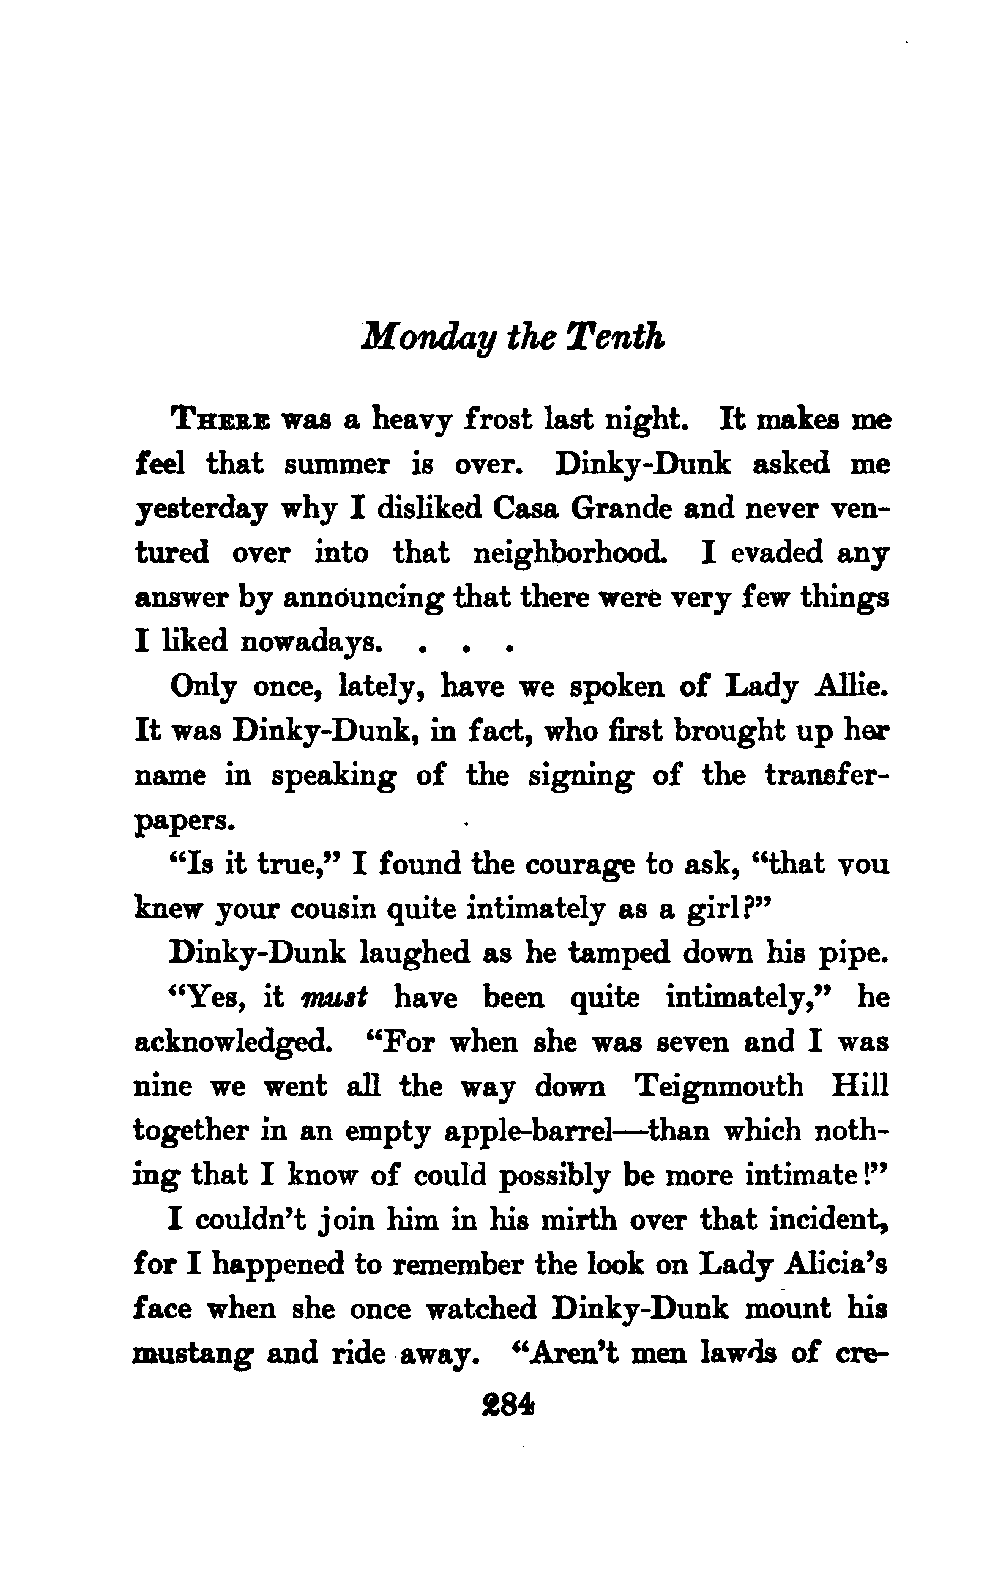 Monday the Tenth
There was a heavy frost last night. It makes me
feel that summer is over. Dinky-Dunk asked me
yesterday why I disliked Casa Grande and never ven-
tured over into that neighborhood. I evaded any
answer by announcing that there were very few things
I liked nowadays. . . .
Only once, lately, have we spoken of Lady Allie.
It was Dinky-Dunk, in fact, who first brought up her
name in speaking of the signing of the transfer-
papers.
“Is it true,” I found the courage to ask, “that you
knew your cousin quite intimately as a girl?”
Dinky-Dunk laughed as he tamped down his pipe.
“Yes, it must have been quite intimately,” he
acknowledged. “For when she was seven and I was
nine we went all the way down Teignmouth Hill
together in an empty apple-barrel—than which noth-
ing that I know of could possibly be more intimate!”
I couldn’t join him in his mirth over that incident,
for I happened to remember the look on Lady Alicia’s
face when she once watched Dinky-Dunk mount his
mustang and ride away. “Aren’t men lawds of cre-
284